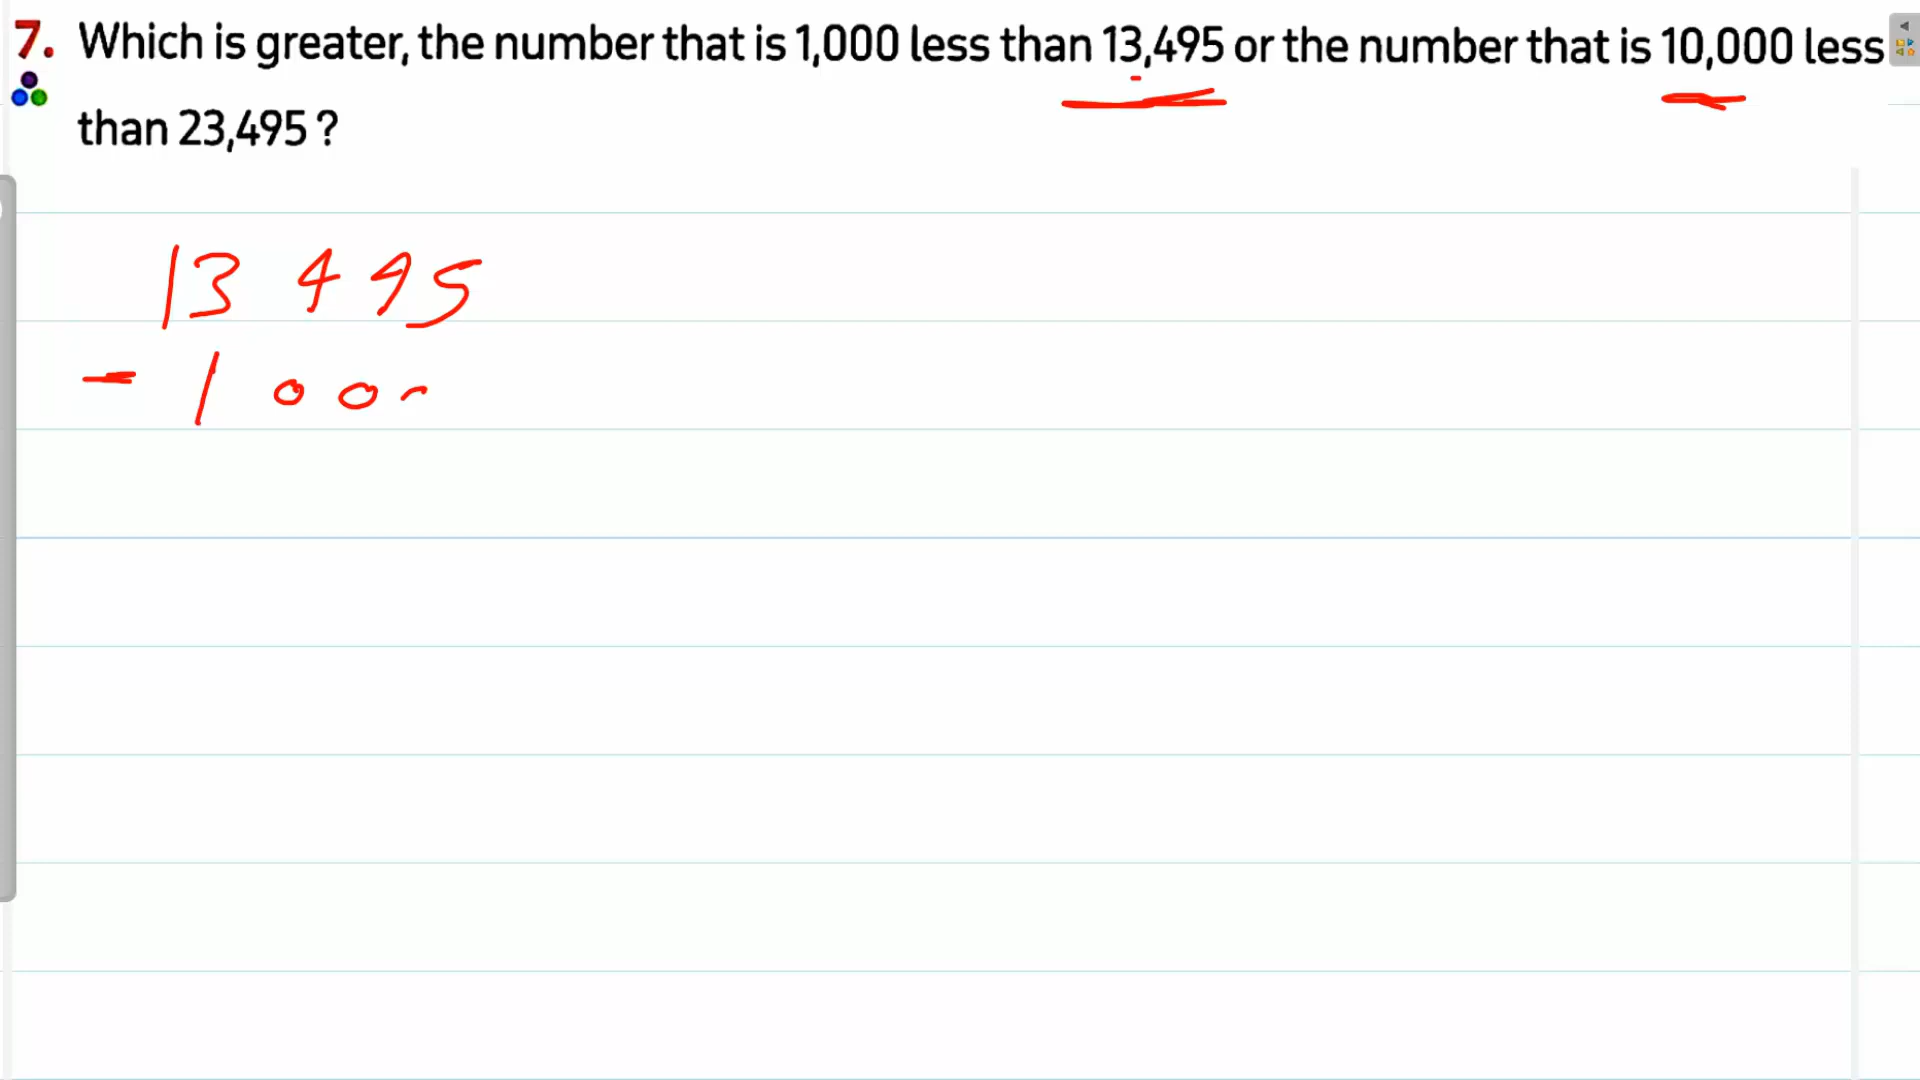 7. Which is greater, the number that is 1,000 less than 13,495 or the number that is 10,000 less
than 23,495 ?
13 495
- 1 00